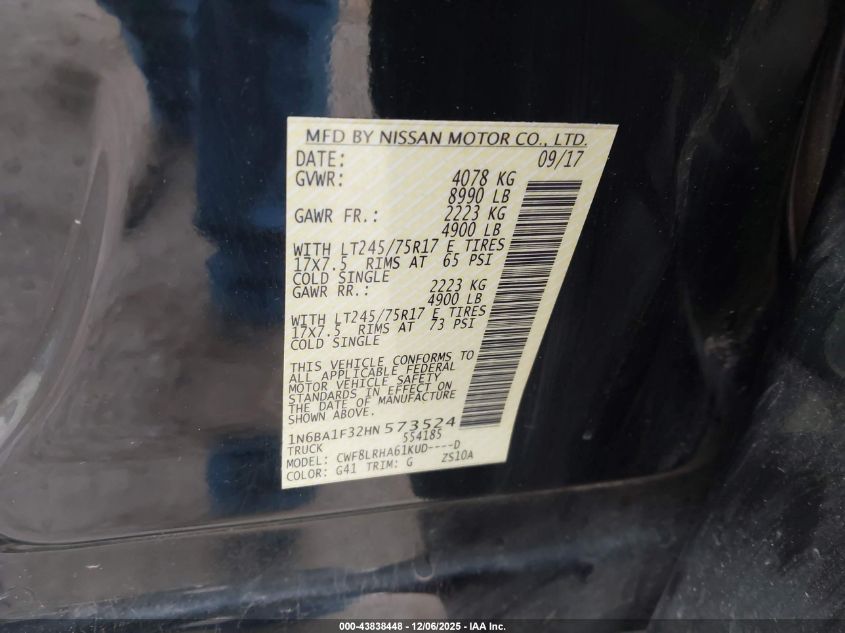 MFD BY NISSAN MOTOR CO., LTD.
DATE: 09/17
GVWR: 4078 KG
8990 LB
GAWR FR.: 2223 KG
4900 LB
WITH LT245/75R17 E TIRES
17X7.5 RIMS AT 65 PSI
COLD SINGLE
GAWR RR.: 2223 KG
4900 LB
WITH LT245/75R17 E TIRES
17X7.5 RIMS AT 73 PSI
COLD SINGLE
THIS VEHICLE CONFORMS TO
ALL APPLICABLE FEDERAL
MOTOR VEHICLE SAFETY
STANDARDS IN EFFECT ON
THE DATE OF MANUFACTURE
SHOWN ABOVE.
1N6BA1F32HN 573524
TRUCK 554185
MODEL: CWF8LRHA61KUD----D
COLOR: G41 TRIM: G ZS10A
000-43838448 - 12/06/2025 - IAA Inc.